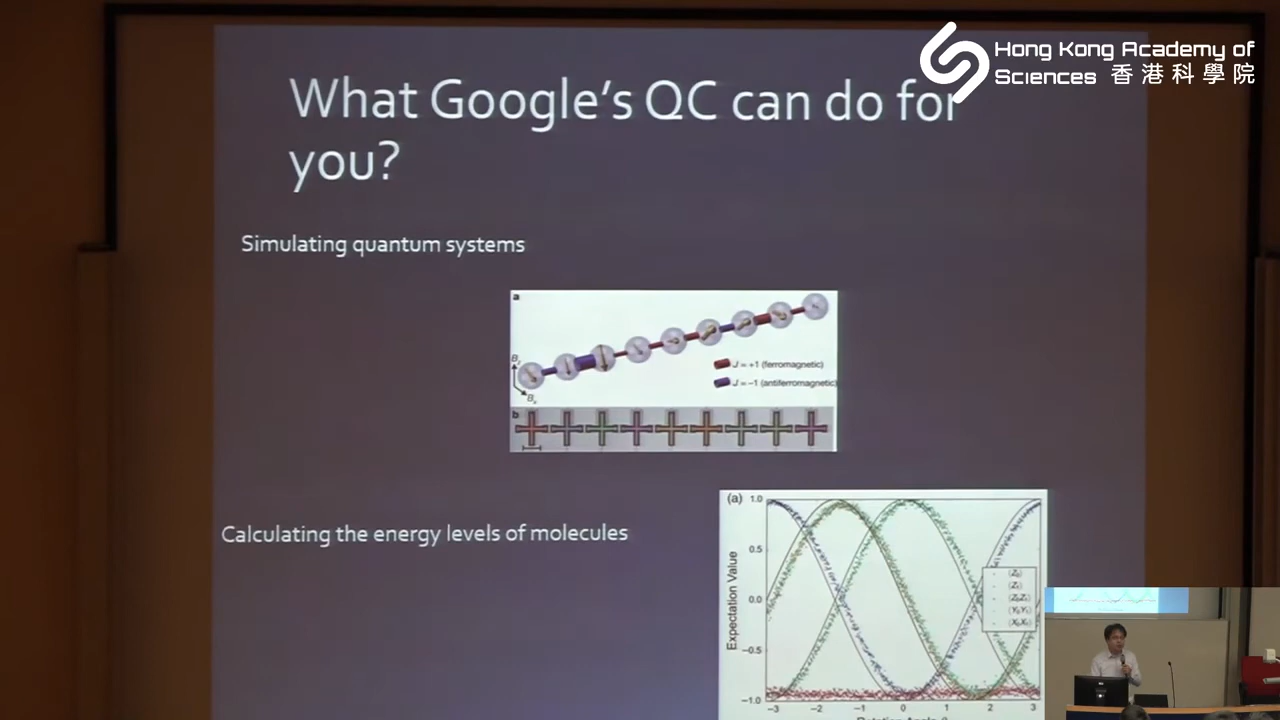 Hong Kong Academy of
Sciences 香港科學院
What Google's QC can do for
you?
Simulating quantum systems
a
J = +1 (ferromagnetic)
J = −1 (antiferromagnetic)
b
Calculating the energy levels of molecules
(a)
1.0
0.5
0.0
−0.5
−1.0
Expectation Value
−3 −2 −1 0 1 2 3